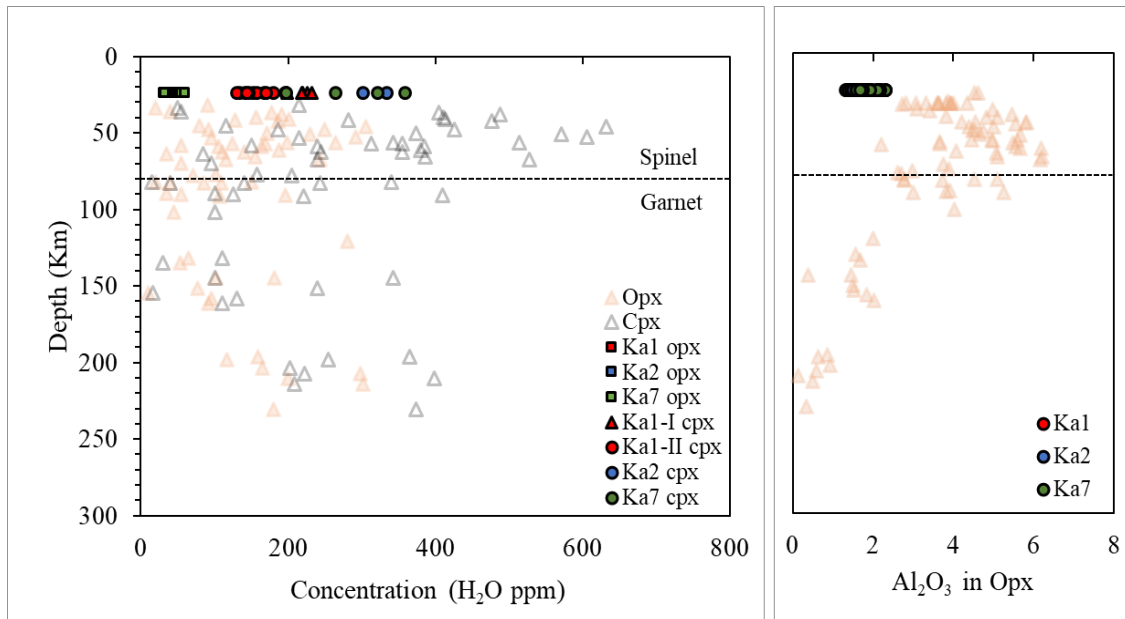 0
50
100
150
200
250
300
Depth (Km)
0
200
400
600
800
Concentration (H₂O ppm)
Spinel
Garnet
Opx
Cpx
Ka1 opx
Ka2 opx
Ka7 opx
Ka1-I cpx
Ka1-II cpx
Ka2 cpx
Ka7 cpx
Ka1
Ka2
Ka7
0
2
4
6
8
Al₂O₃ in Opx